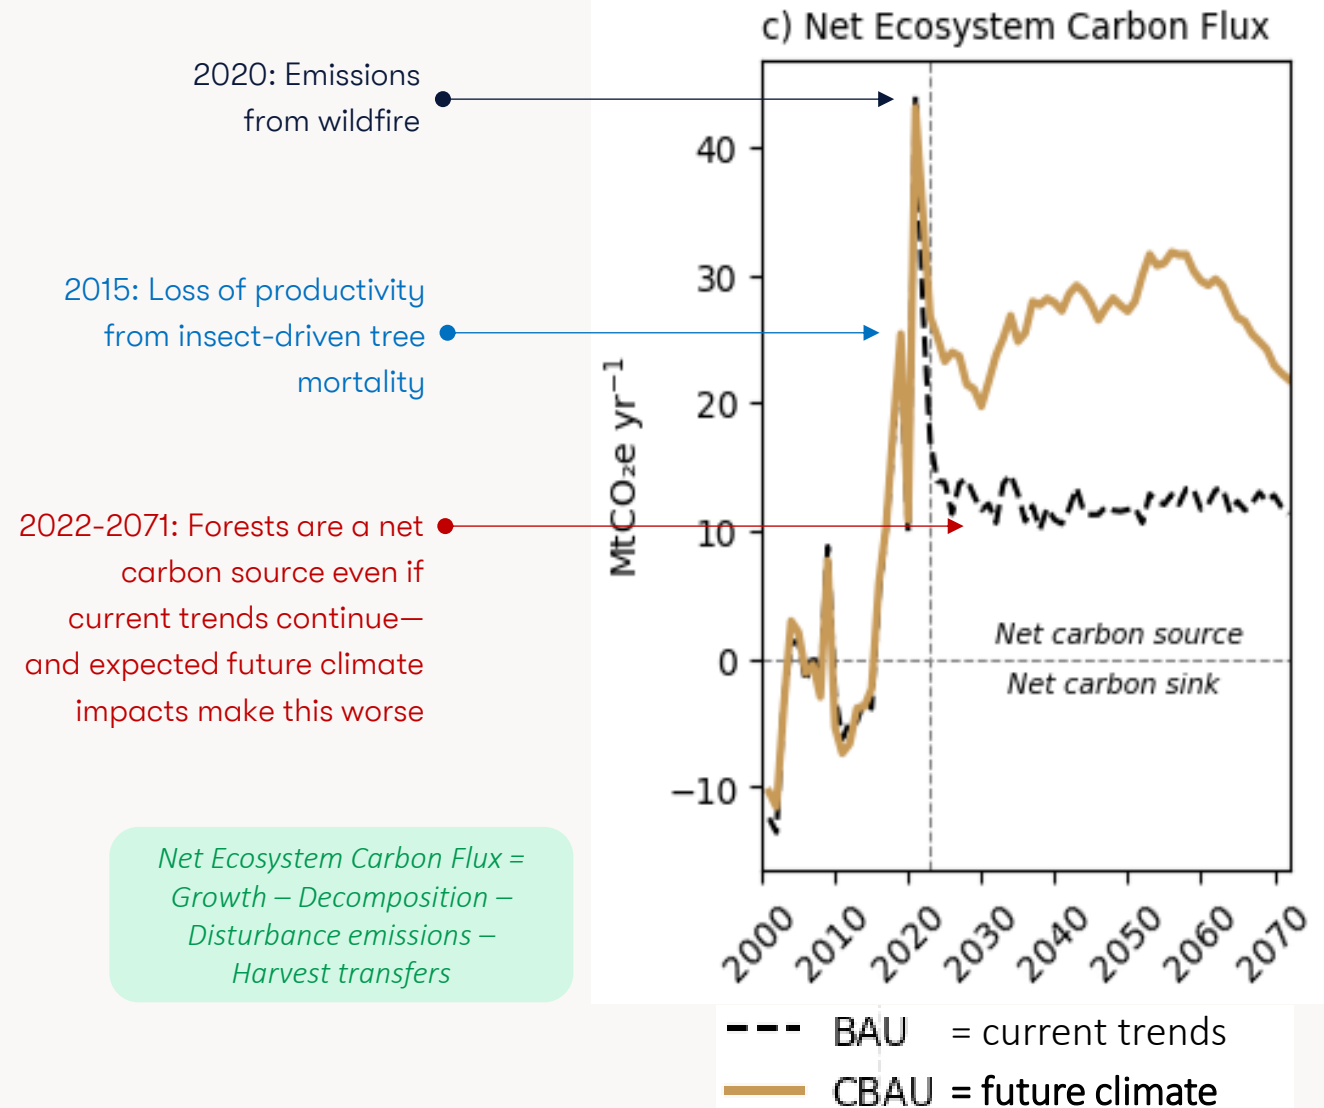 c) Net Ecosystem Carbon Flux
2020: Emissions
from wildfire
2015: Loss of productivity
from insect-driven tree
mortality
2022-2071: Forests are a net
carbon source even if
current trends continue—
and expected future climate
impacts make this worse
Net Ecosystem Carbon Flux =
Growth – Decomposition –
Disturbance emissions –
Harvest transfers
MtCO₂e yr⁻¹
40
30
20
10
0
−10
Net carbon source
Net carbon sink
2000 2010 2020 2030 2040 2050 2060 2070
BAU = current trends
CBAU = future climate